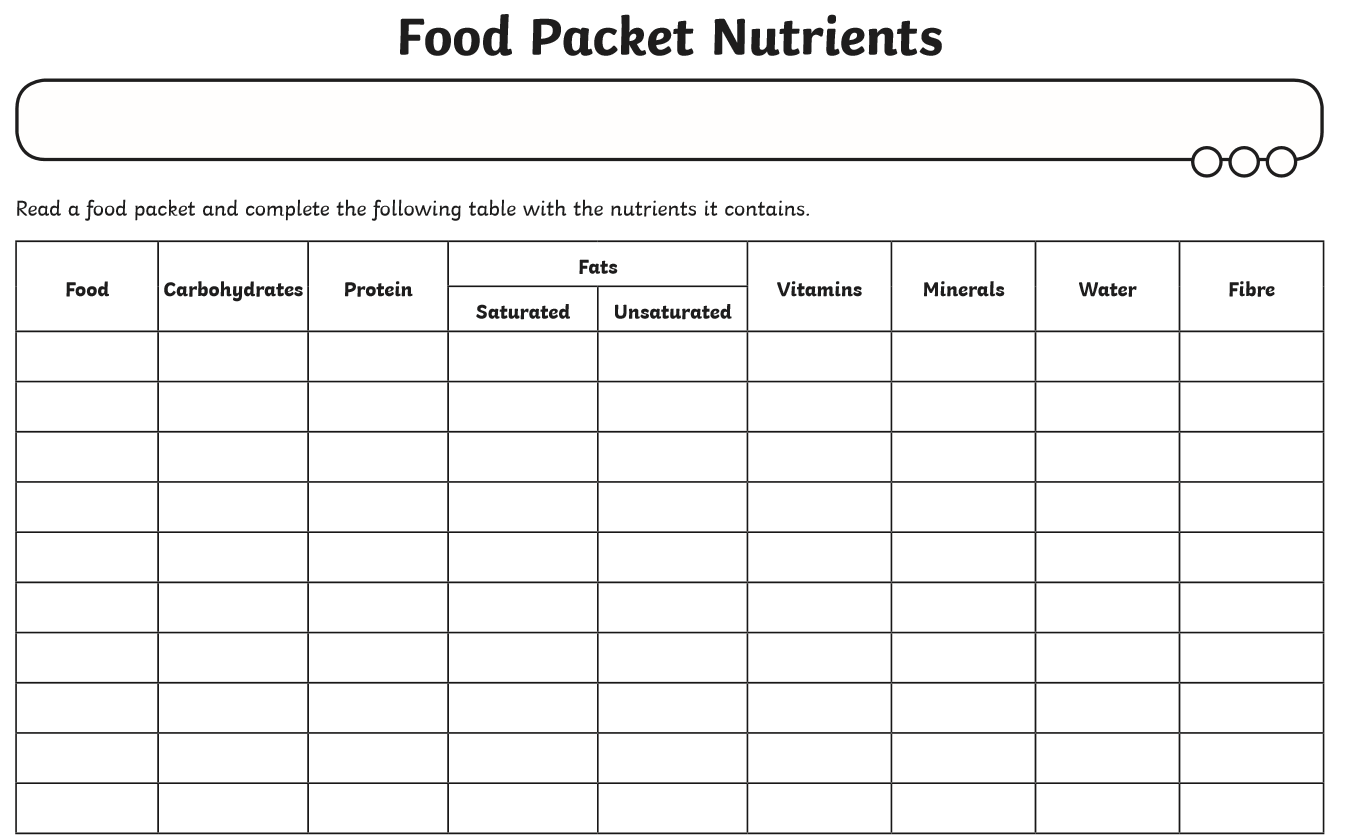 Food Packet Nutrients
Read a food packet and complete the following table with the nutrients it contains.
Food
Carbohydrates
Protein
Fats
Saturated
Unsaturated
Vitamins
Minerals
Water
Fibre